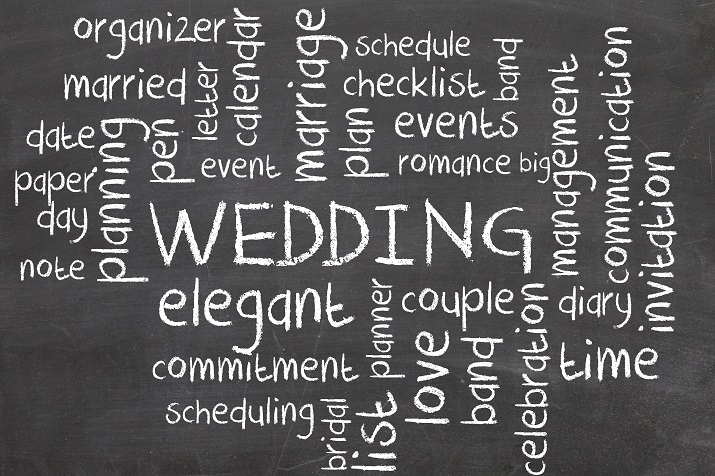 organizer
calendar
marriage
schedule
band
communication
married
letter
checklist
management
date
planning
pen
plan
events
paper
event
romance
big
invitation
day
WEDDING
note
elegant
planner
couple
celebration
diary
commitment
love
band
time
scheduling
bridal
list